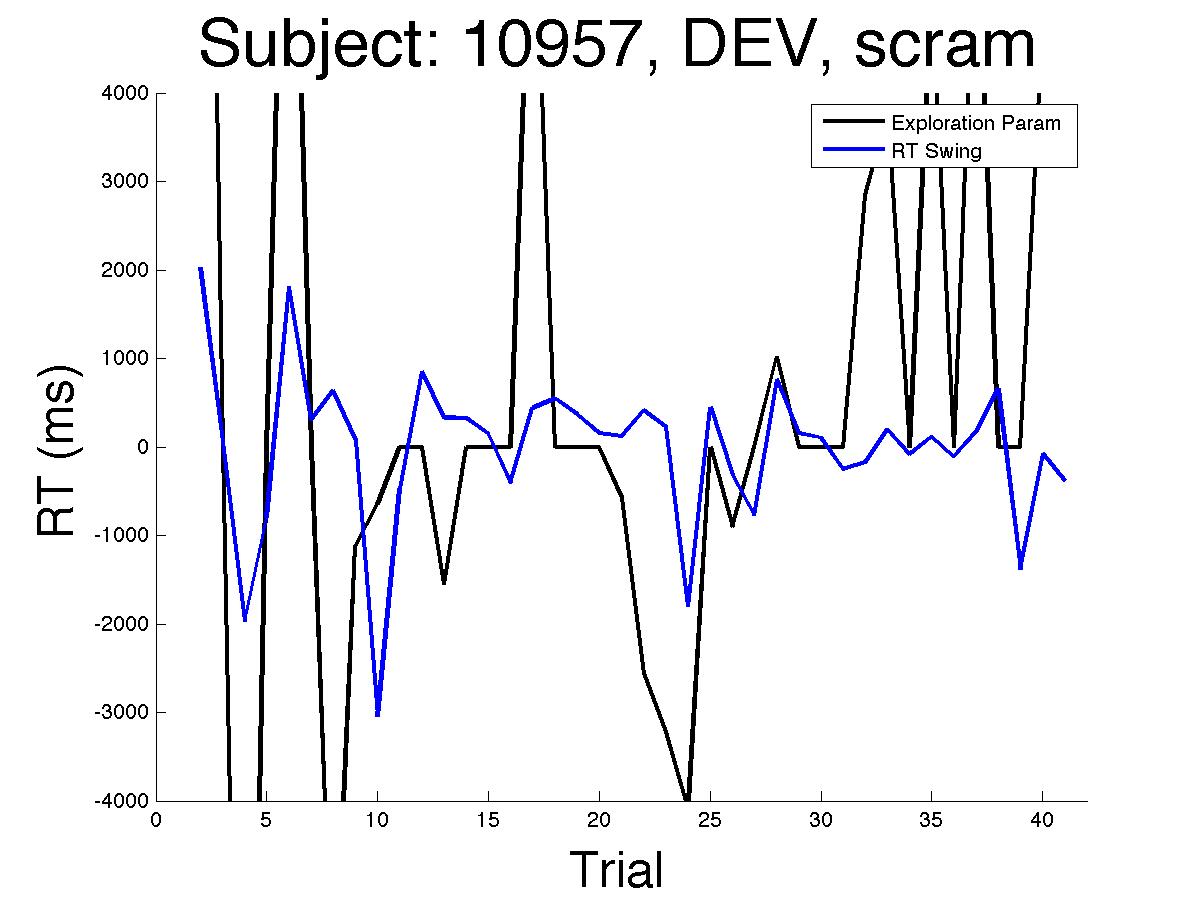 Subject: 10957, DEV, scram
4000
3000
2000
1000
0
-1000
-2000
-3000
-4000
RT (ms)
Exploration Param
RT Swing
0 5 10 15 20 25 30 35 40
Trial